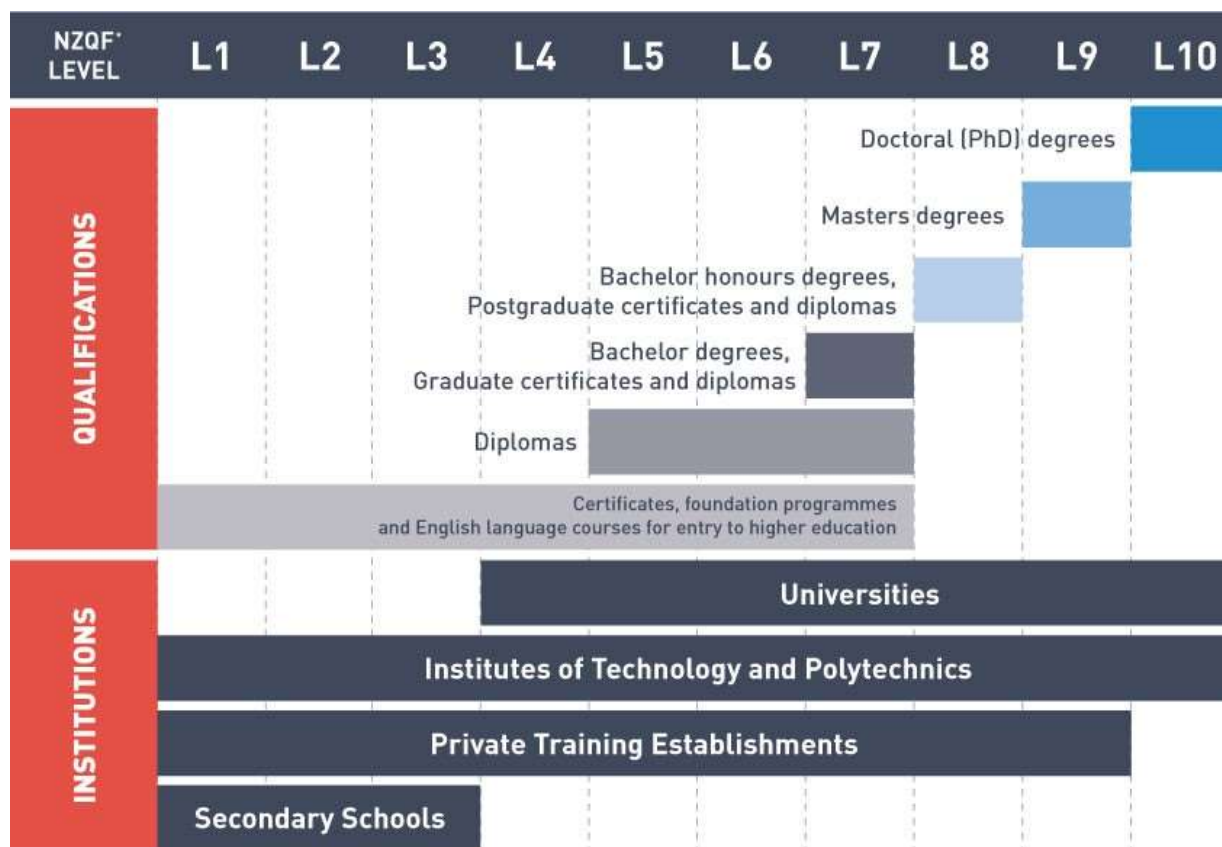 NZQF*
LEVEL
L1 L2 L3 L4 L5 L6 L7 L8 L9 L10
QUALIFICATIONS
Doctoral (PhD) degrees
Masters degrees
Bachelor honours degrees,
Postgraduate certificates and diplomas
Bachelor degrees,
Graduate certificates and diplomas
Diplomas
Certificates, foundation programmes
and English language courses for entry to higher education
INSTITUTIONS
Universities
Institutes of Technology and Polytechnics
Private Training Establishments
Secondary Schools